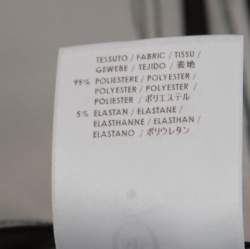 TESSUTO / FABRIC / TISSU /
GEWEBE / TEJIDO / 表地
95% POLIESTERE / POLYESTER /
POLYESTER / POLYESTER /
POLIESTER / ポリエステル
5% ELASTAN / ELASTANE /
ELASTHANNE / ELASTHAN /
ELASTANO / ポリウレタン